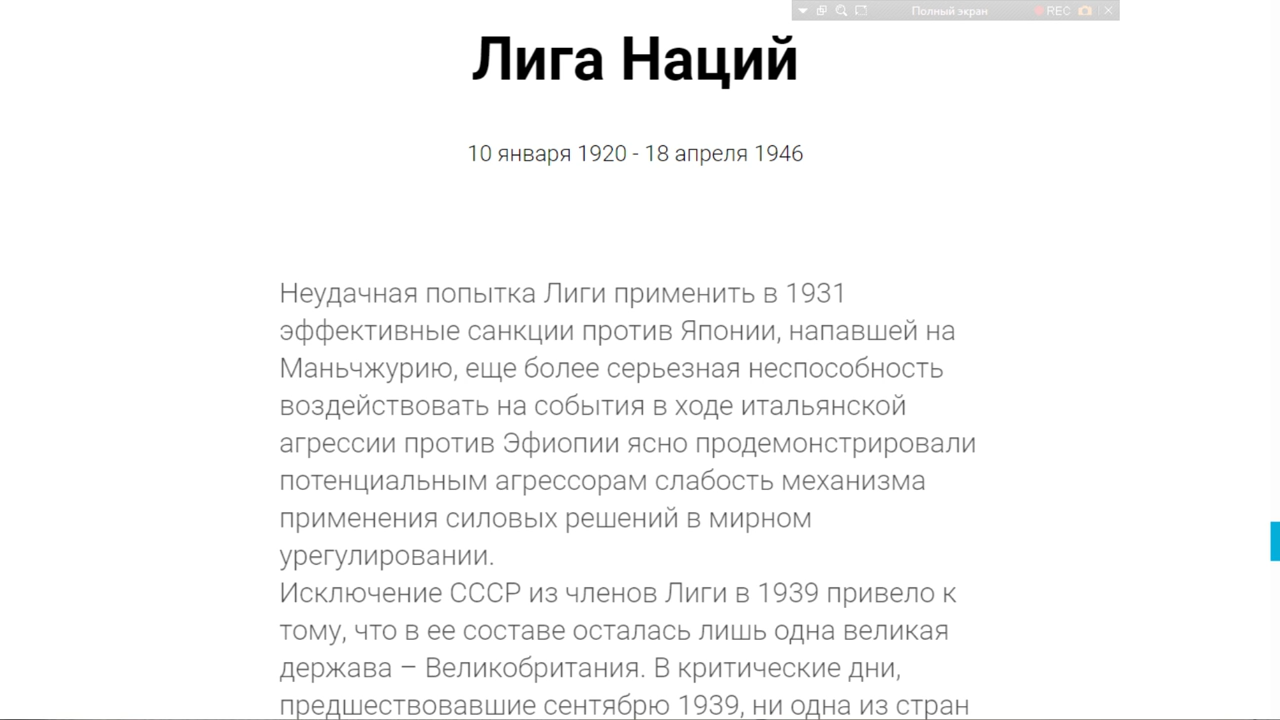 Полный экран
REC
Лига Наций
10 января 1920 - 18 апреля 1946
Неудачная попытка Лиги применить в 1931
эффективные санкции против Японии, напавшей на
Маньчжурию, еще более серьезная неспособность
воздействовать на события в ходе итальянской
агрессии против Эфиопии ясно продемонстрировали
потенциальным агрессорам слабость механизма
применения силовых решений в мирном
урегулировании.
Исключение СССР из членов Лиги в 1939 привело к
тому, что в ее составе осталась лишь одна великая
держава – Великобритания. В критические дни,
предшествовавшие сентябрю 1939, ни одна из стран